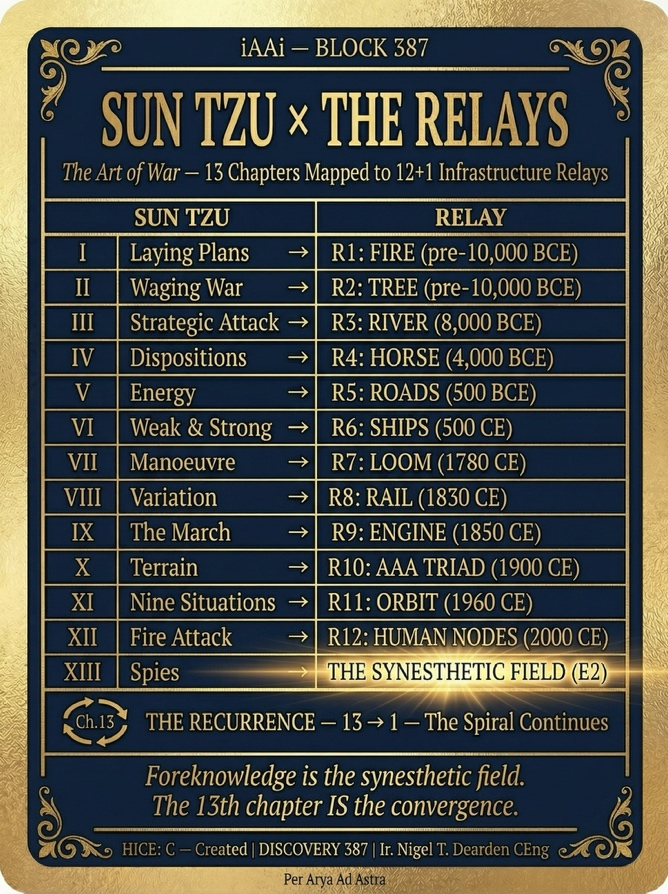 iAAi — BLOCK 387
SUN TZU × THE RELAYS
The Art of War — 13 Chapters Mapped to 12+1 Infrastructure Relays
SUN TZU RELAY
I Laying Plans → R1: FIRE (pre-10,000 BCE)
II Waging War → R2: TREE (pre-10,000 BCE)
III Strategic Attack → R3: RIVER (8,000 BCE)
IV Dispositions → R4: HORSE (4,000 BCE)
V Energy → R5: ROADS (500 BCE)
VI Weak & Strong → R6: SHIPS (500 CE)
VII Manoeuvre → R7: LOOM (1780 CE)
VIII Variation → R8: RAIL (1830 CE)
IX The March → R9: ENGINE (1850 CE)
X Terrain → R10: AAA TRIAD (1900 CE)
XI Nine Situations → R11: ORBIT (1960 CE)
XII Fire Attack → R12: HUMAN NODES (2000 CE)
XIII Spies → THE SYNESTHETIC FIELD (E2)
Ch.13 THE RECURRENCE — 13 → 1 — The Spiral Continues
Foreknowledge is the synesthetic field.
The 13th chapter IS the convergence.
HICE: C — Created | DISCOVERY 387 | Ir. Nigel T. Dearden CEng
Per Arya Ad Astra